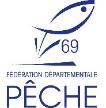 69
FÉDÉRATION DÉPARTEMENTALE
PÊCHE